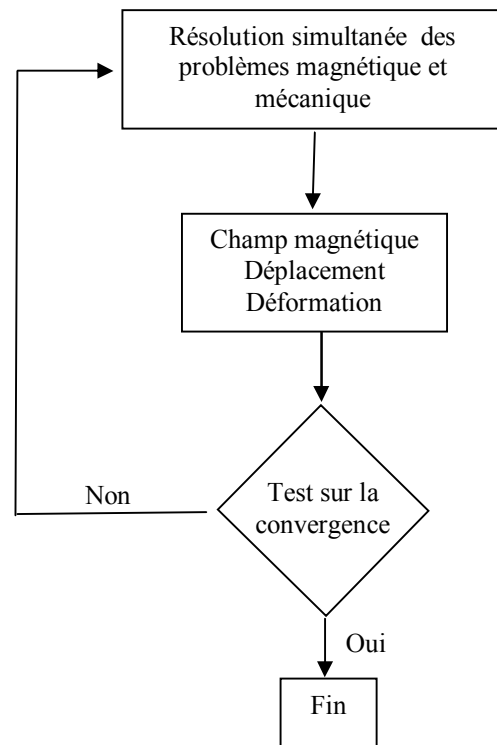 Résolution simultanée des
problèmes magnétique et
mécanique
Champ magnétique
Déplacement
Déformation
Test sur la
convergence
Non
Oui
Fin